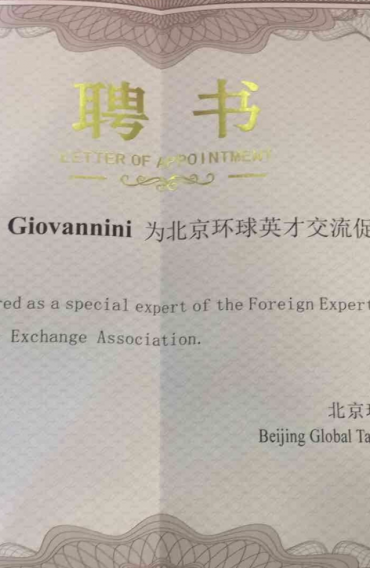 聘 书
LETTER OF APPOINTMENT
Giovannini 为北京环球英才交流促
red as a special expert of the Foreign Expert
Exchange Association.
北京环
Beijing Global Ta